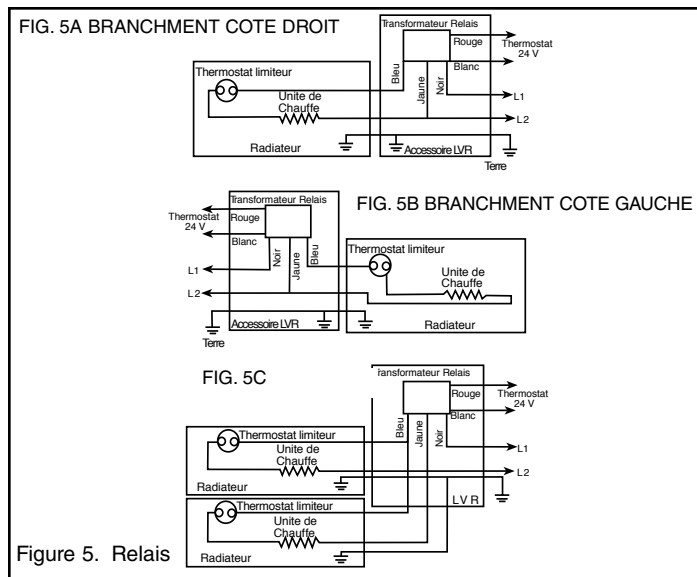 FIG. 5A BRANCHMENT COTE DROIT
Transformateur Relais
Rouge
Thermostat
24 V
Blanc
Bleu
Jaune
Noir
L1
L2
Thermostat limiteur
Unite de
Chauffe
Radiateur
Accessoire LVR
Terre
FIG. 5B BRANCHMENT COTE GAUCHE
Transformateur Relais
Thermostat
24 V
Rouge
Blanc
Noir
Jaune
Bleu
L1
L2
Thermostat limiteur
Unite de
Chauffe
Radiateur
Accessoire LVR
Terre
FIG. 5C
ransformateur Relais
Rouge
Thermostat
24 V
Blanc
Bleu
Jaune
Noir
L1
L2
Thermostat limiteur
Unite de
Chauffe
Radiateur
L V R
Thermostat limiteur
Unite de
Chauffe
Radiateur
Figure 5. Relais